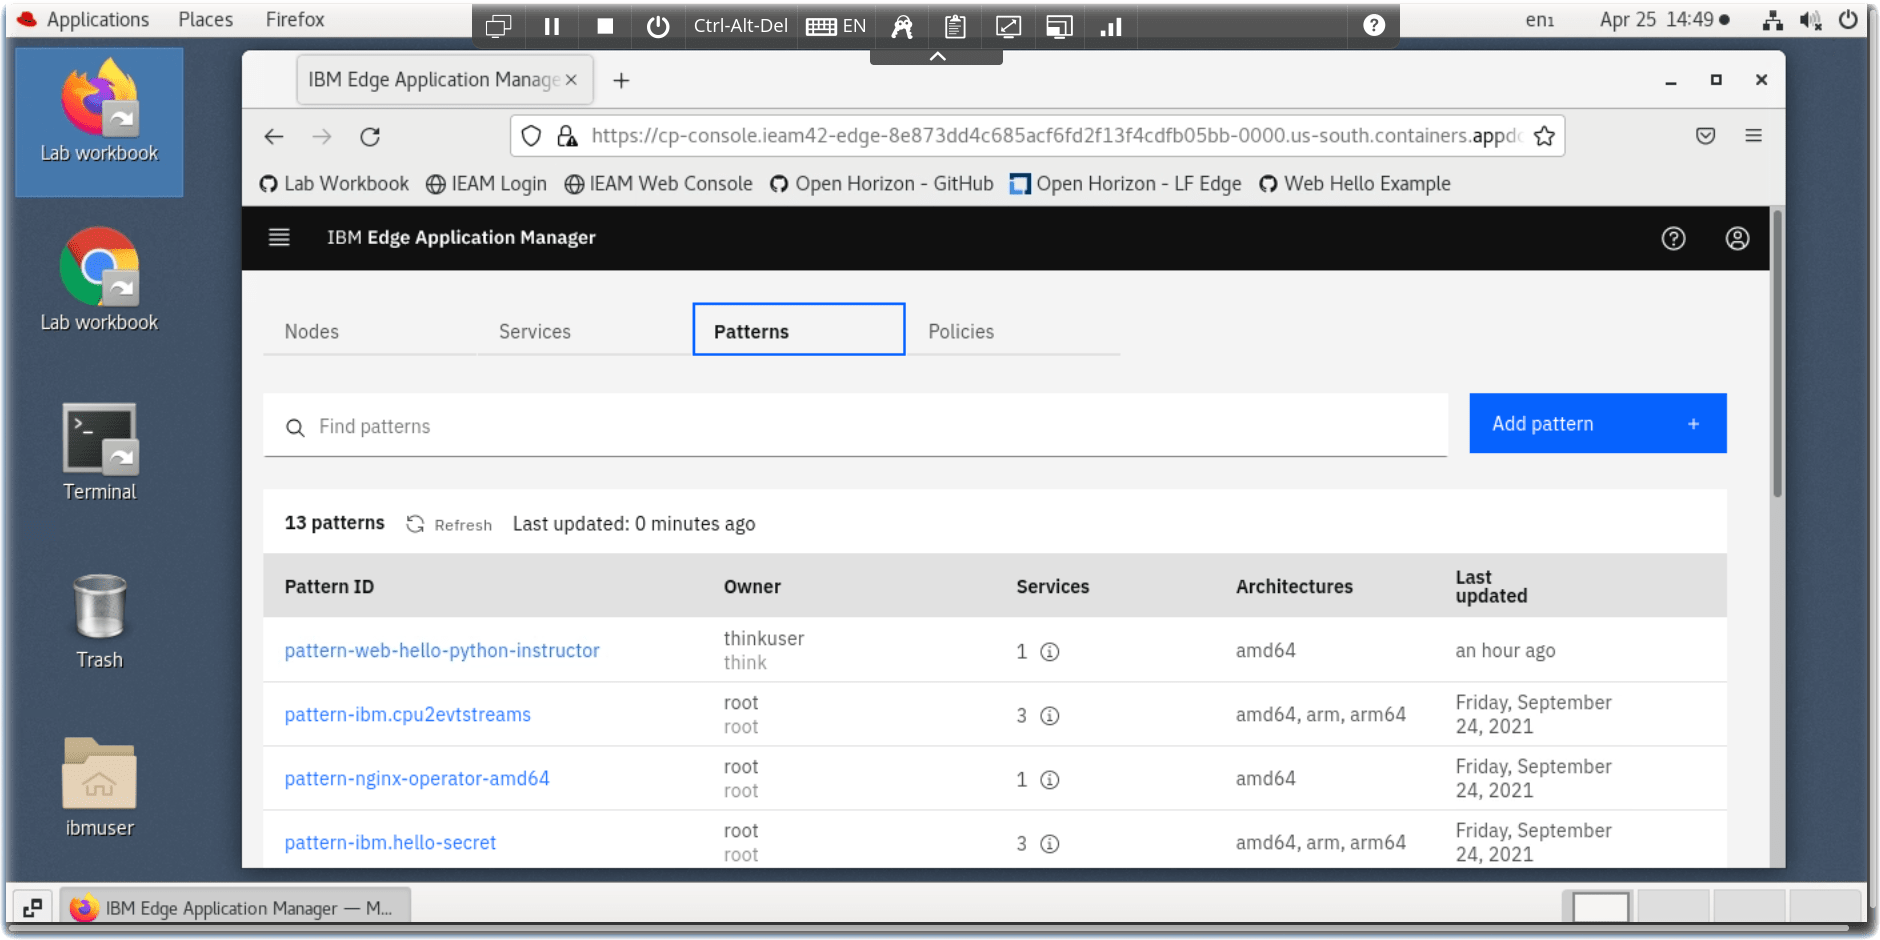 Applications Places Firefox
Ctrl-Alt-Del EN
en₁ Apr 25 14:49
Lab workbook
Lab workbook
Terminal
Trash
ibmuser
IBM Edge Application Manage
https://cp-console.ieam42-edge-8e873dd4c685acf6fd2f13f4cdfb05bb-0000.us-south.containers.appd
Lab Workbook IEAM Login IEAM Web Console Open Horizon - GitHub Open Horizon - LF Edge Web Hello Example
IBM Edge Application Manager
Nodes Services Patterns Policies
Find patterns
Add pattern +
13 patterns Refresh Last updated: 0 minutes ago
Pattern ID Owner Services Architectures Last updated
pattern-web-hello-python-instructor thinkuser think 1 amd64 an hour ago
pattern-ibm.cpu2evtstreams root root 3 amd64, arm, arm64 Friday, September 24, 2021
pattern-nginx-operator-amd64 root root 1 amd64 Friday, September 24, 2021
pattern-ibm.hello-secret root root 3 amd64, arm, arm64 Friday, September 24, 2021
IBM Edge Application Manager — M...